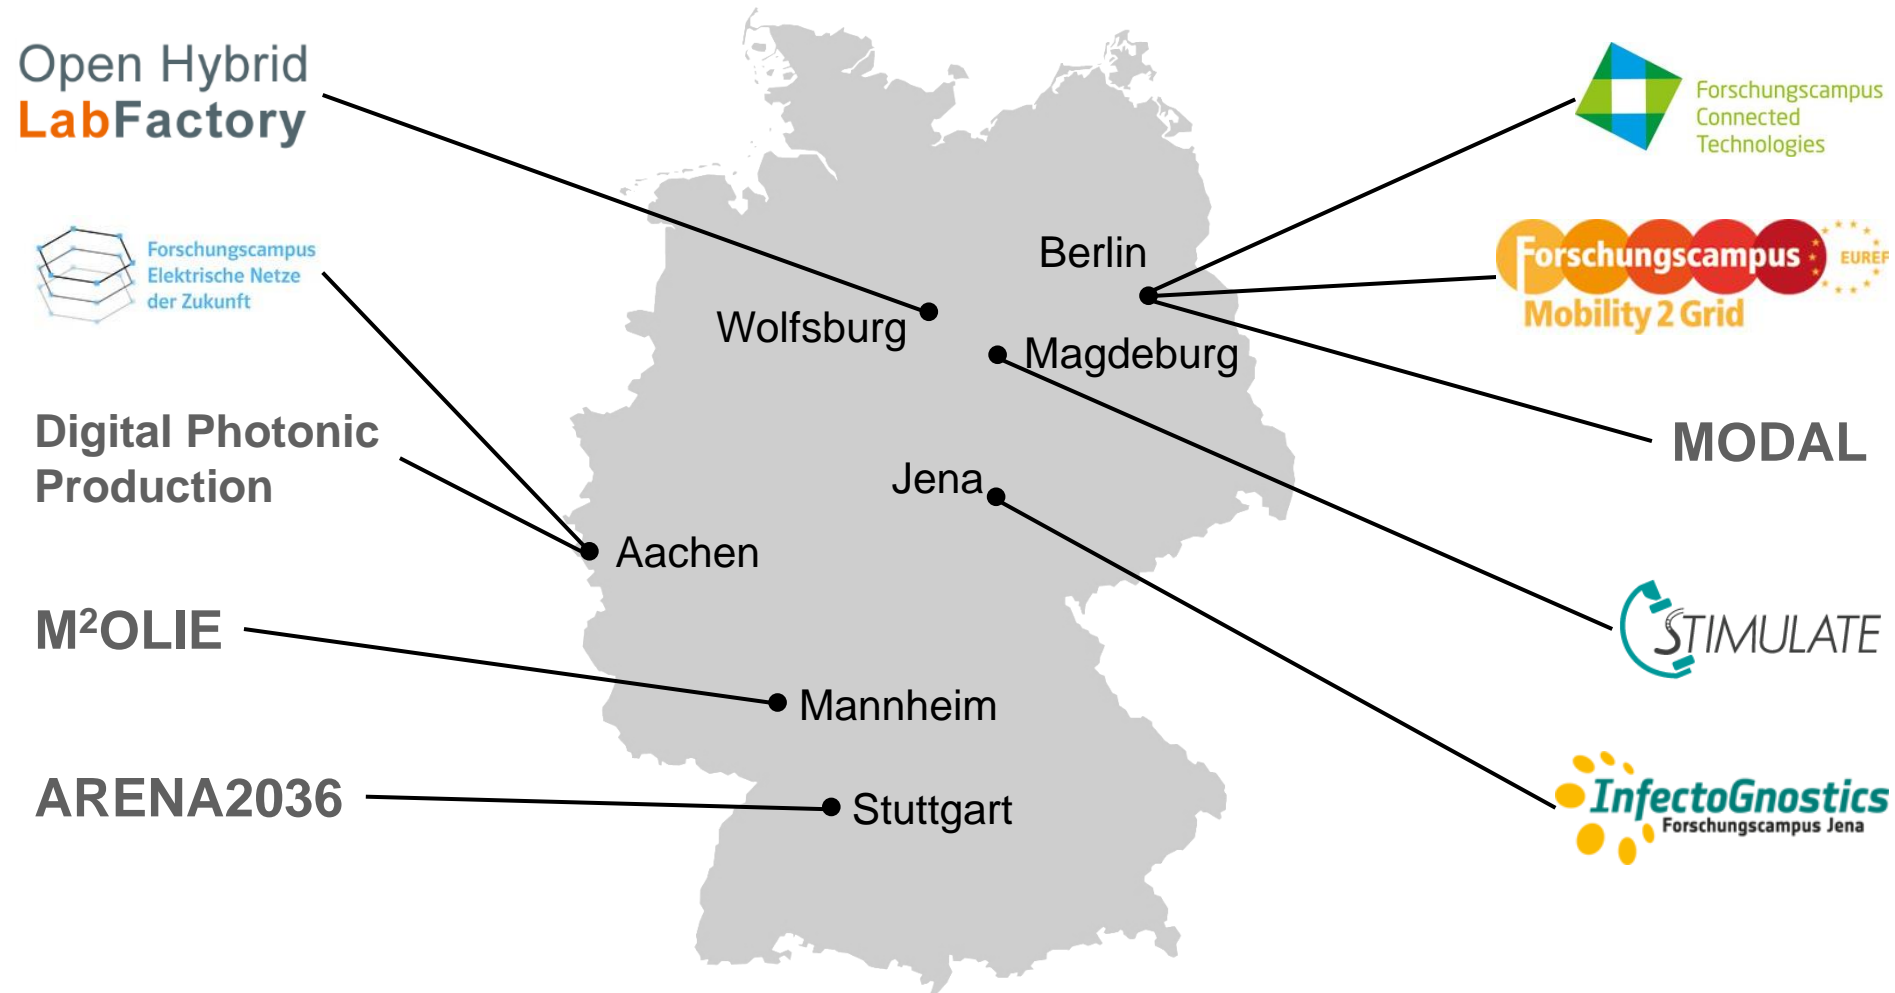 Open Hybrid
LabFactory
Forschungscampus
Elektrische Netze
der Zukunft
Digital Photonic
Production
M²OLIE
ARENA2036
Berlin
Wolfsburg
Magdeburg
Jena
Aachen
Mannheim
Stuttgart
Forschungscampus
Connected
Technologies
Forschungscampus
EUREF
Mobility 2 Grid
MODAL
STIMULATE
InfectoGnostics
Forschungscampus Jena